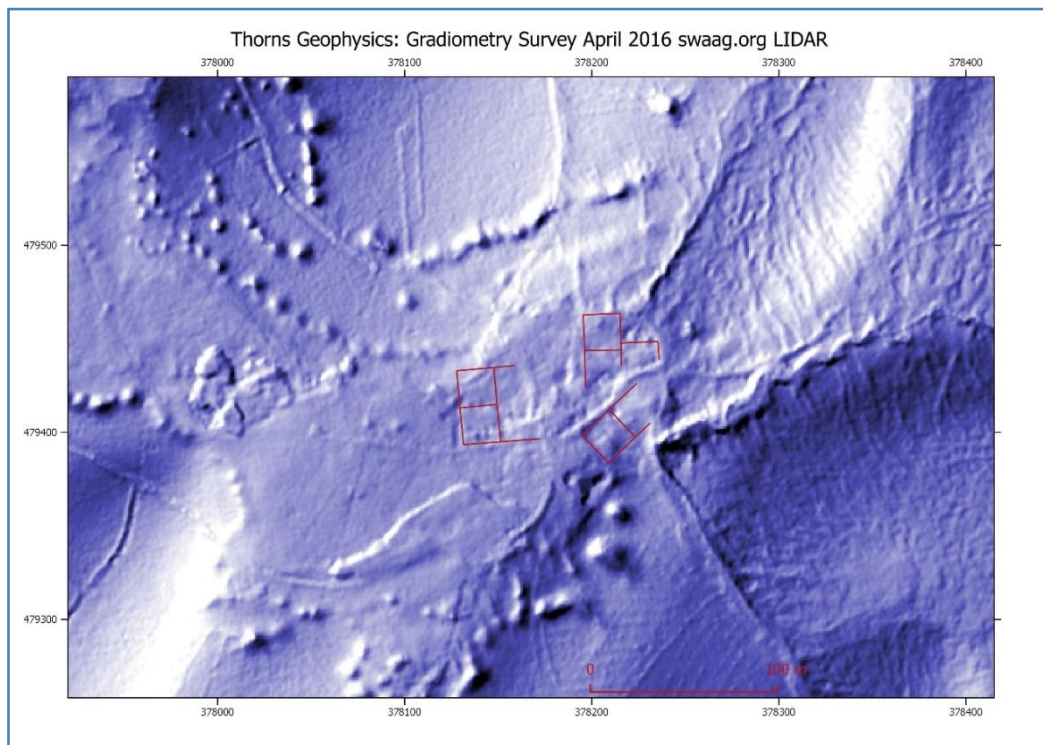 Thorns Geophysics: Gradiometry Survey April 2016 swaag.org LIDAR
378000 378100 378200 378300 378400
479500
479400
479300
0 100 m
378000 378100 378200 378300 378400